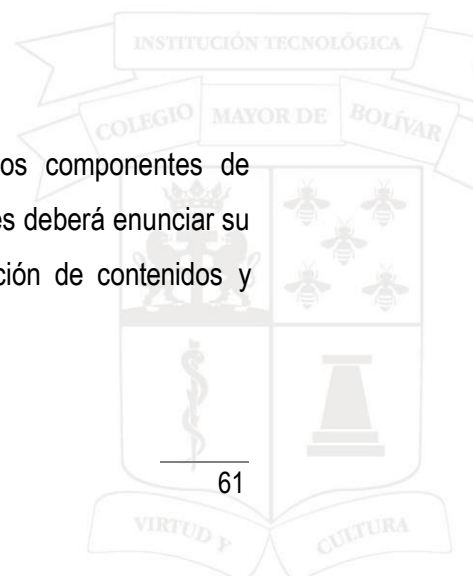 INSTITUCIÓN TECNOLÓGICA
COLEGIO MAYOR DE BOLÍVAR
os componentes de
es deberá enunciar su
ción de contenidos y
61
VIRTUD Y CULTURA